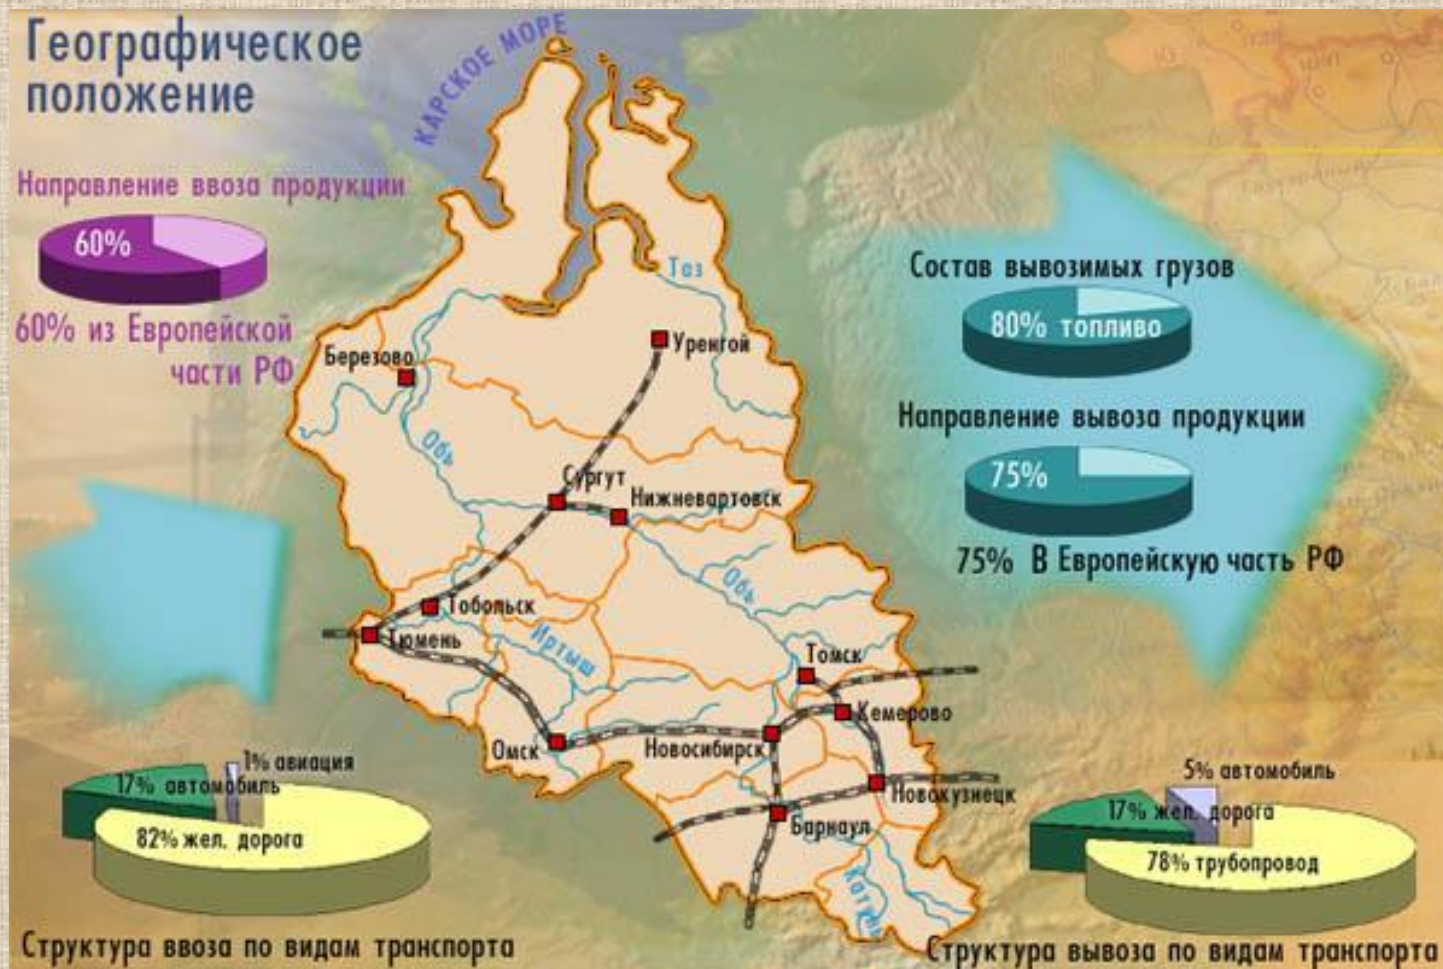 Географическое
положение
КАРСКОЕ МОРЕ
Направление ввоза продукции
60%
60% из Европейской
части РФ
Таз
Состав вывозимых грузов
80% топливо
Березово
Уренгой
Направление вывоза продукции
Обь
75%
Сургут
Нижневартовск
75% В Европейскую часть РФ
Обь
Тобольск
Тюмень
Иртыш
Томск
Кемерово
Омск
Новосибирск
Новокузнецк
Барнаул
Катунь
1% авиация
17% автомобиль
82% жел. дорога
5% автомобиль
17% жел. дорога
78% трубопровод
Структура ввоза по видам транспорта
Структура вывоза по видам транспорта